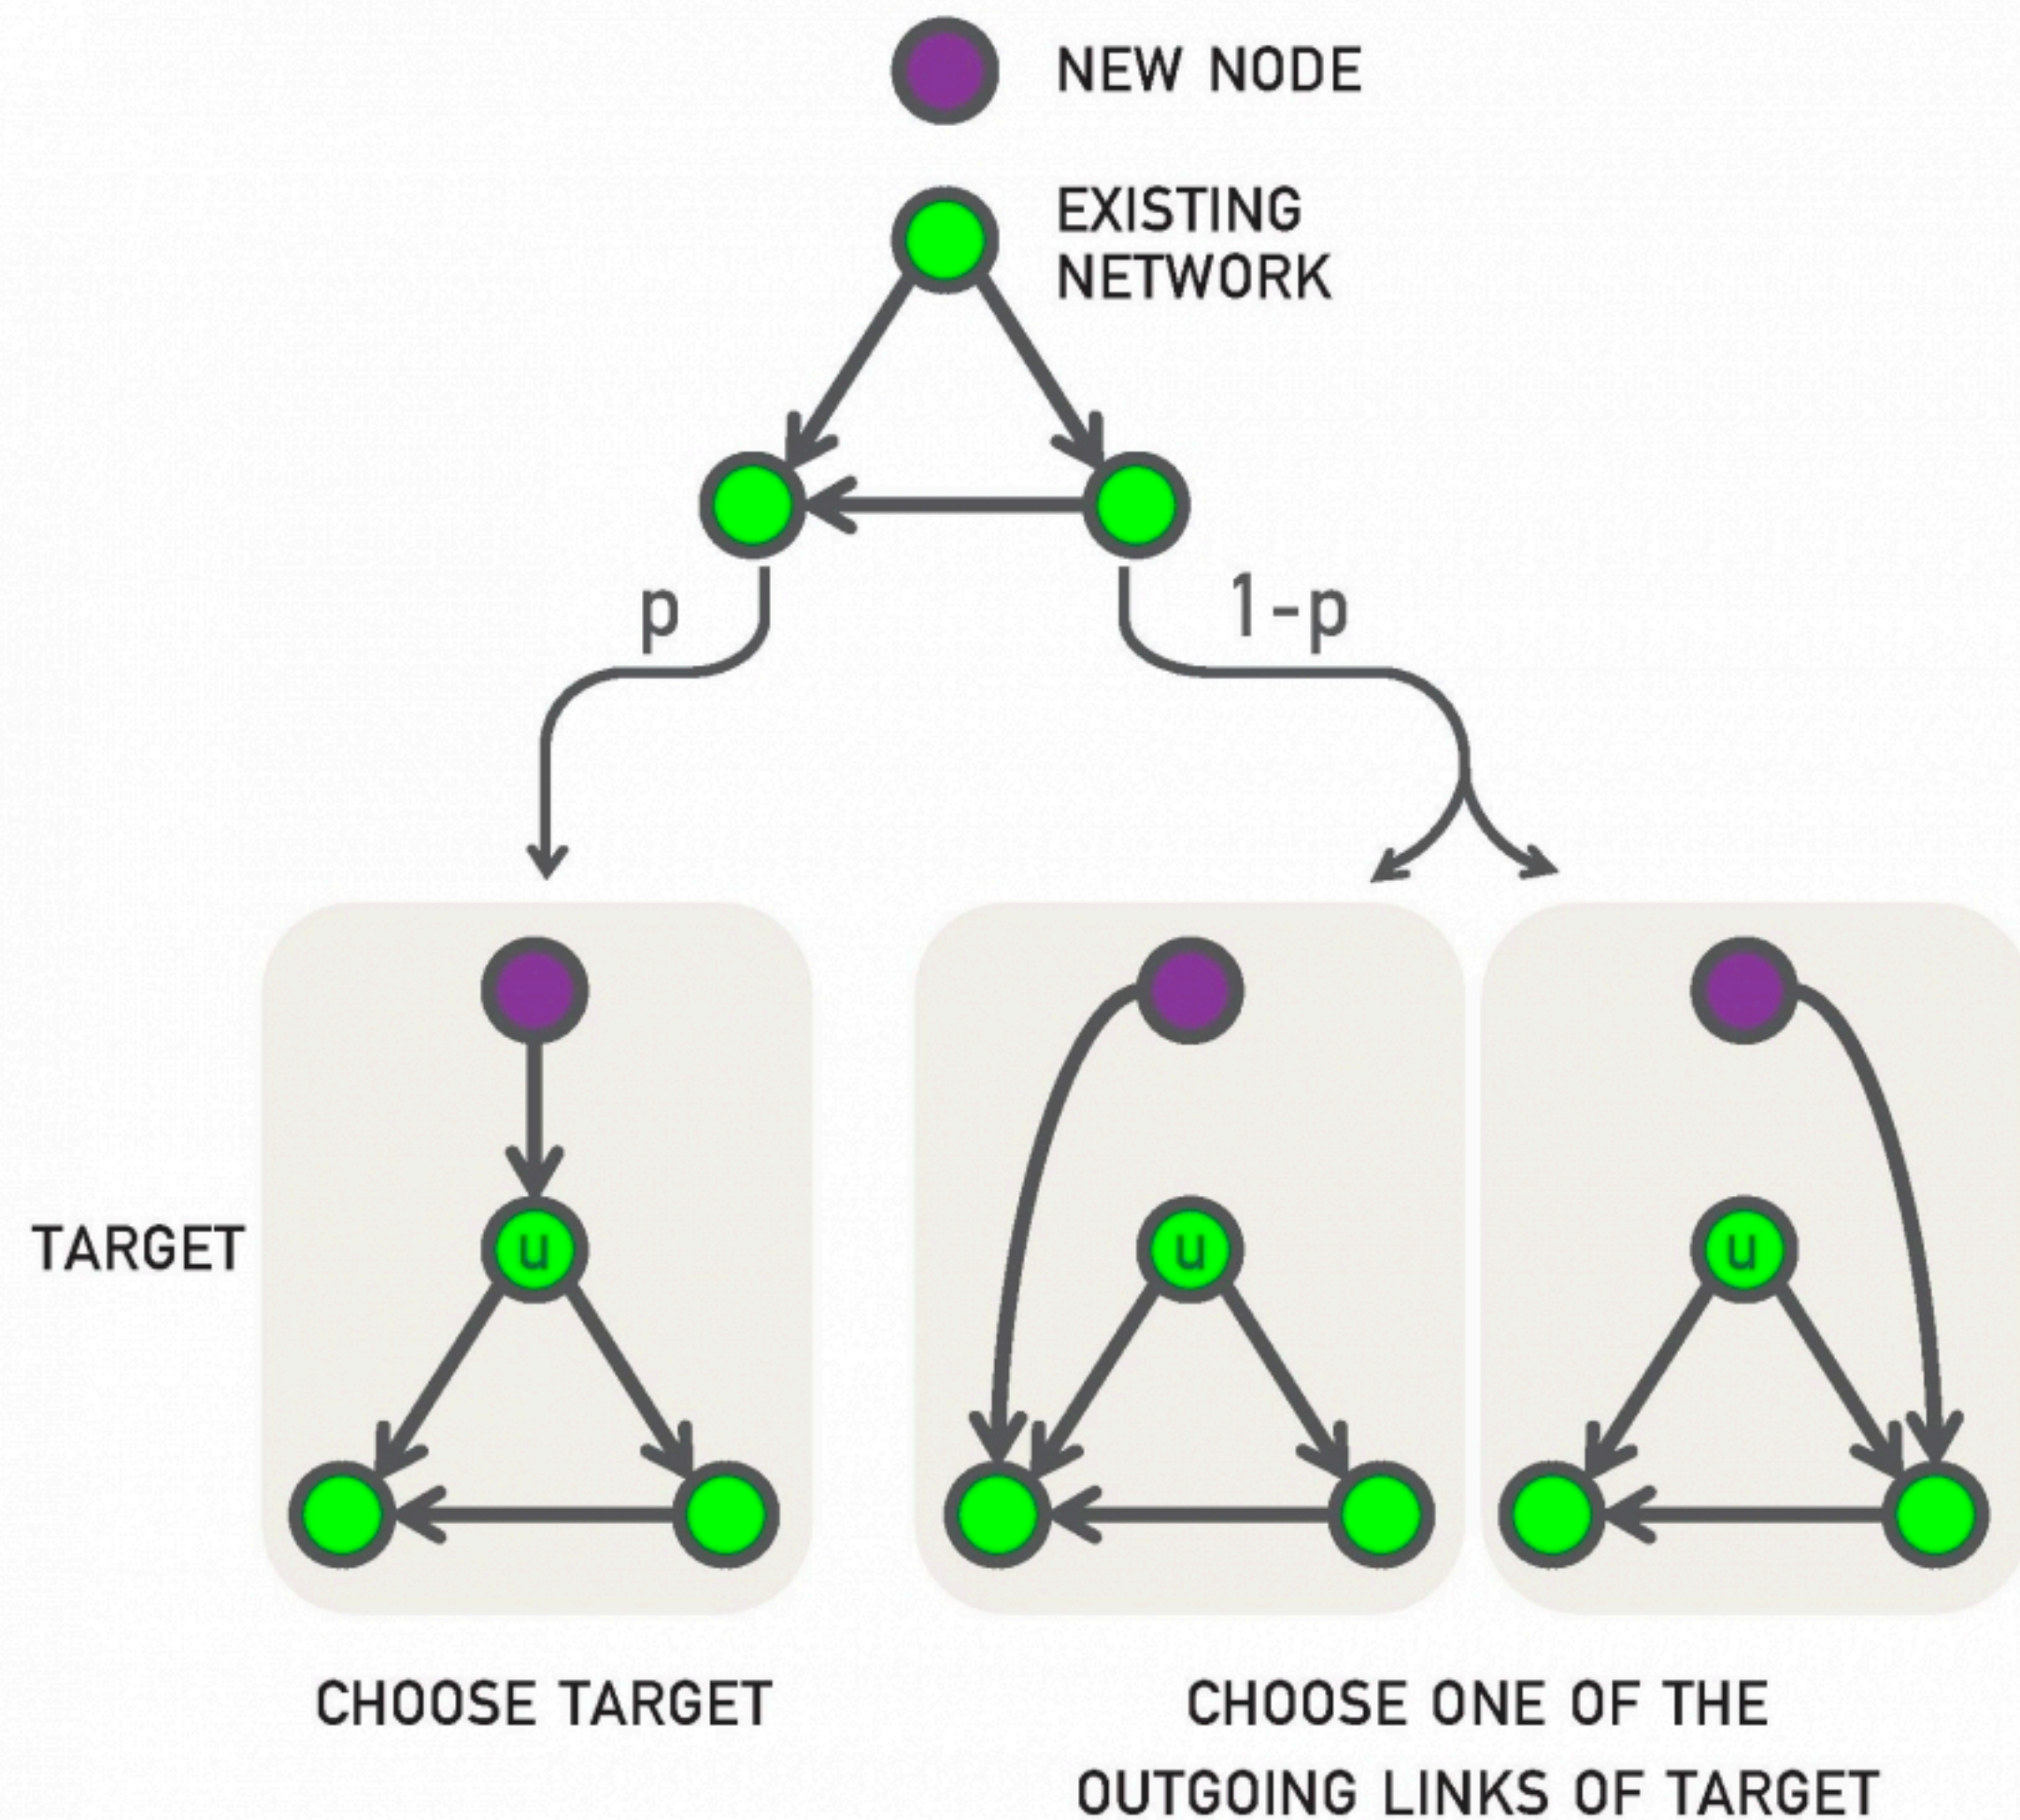 NEW NODE
EXISTING
NETWORK
p
1-p
TARGET
u
u
u
CHOOSE TARGET
CHOOSE ONE OF THE
OUTGOING LINKS OF TARGET